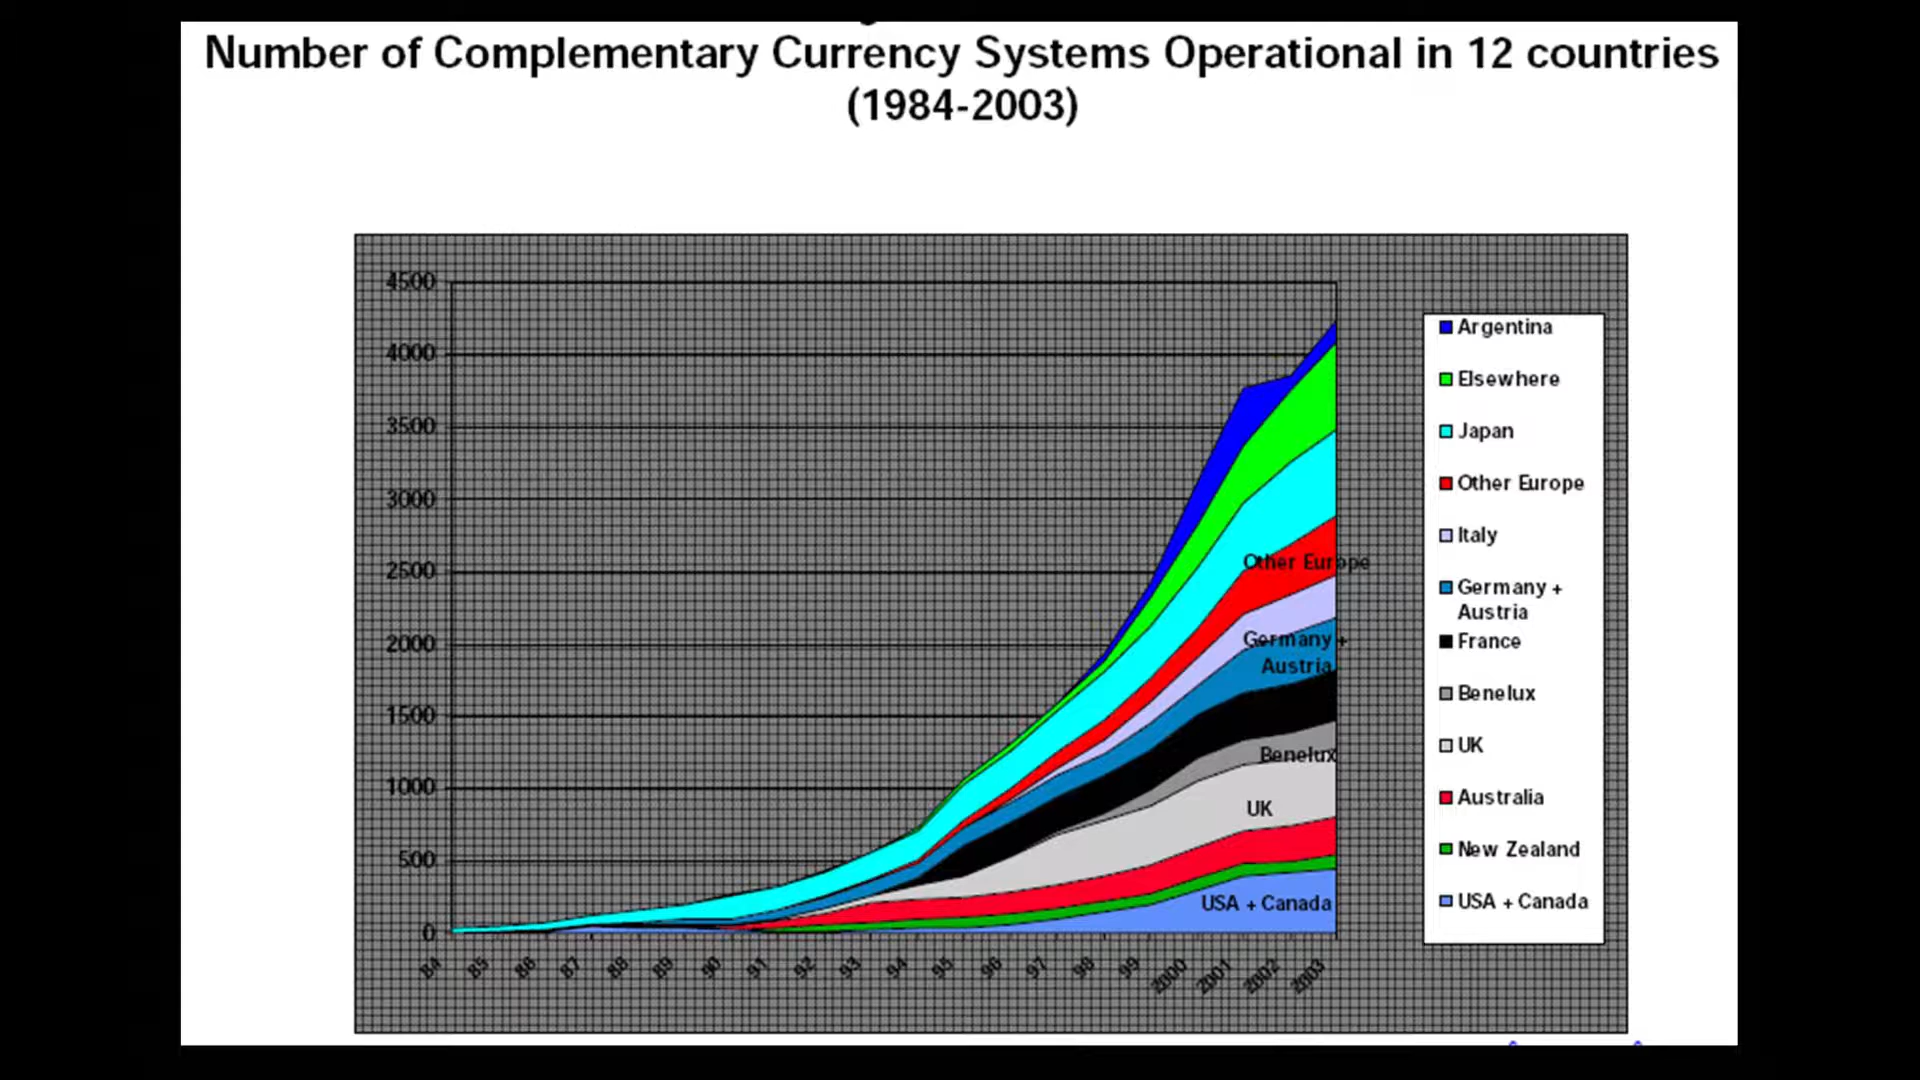 Number of Complementary Currency Systems Operational in 12 countries
(1984-2003)
4500
4000
3500
3000
2500
2000
1500
1000
500
0
84
85
86
87
88
89
90
91
92
93
94
95
96
97
98
99
2000
2001
2002
2003
Other Europe
Germany +
Austria
Benelux
UK
USA + Canada
Argentina
Elsewhere
Japan
Other Europe
Italy
Germany +
Austria
France
Benelux
UK
Australia
New Zealand
USA + Canada